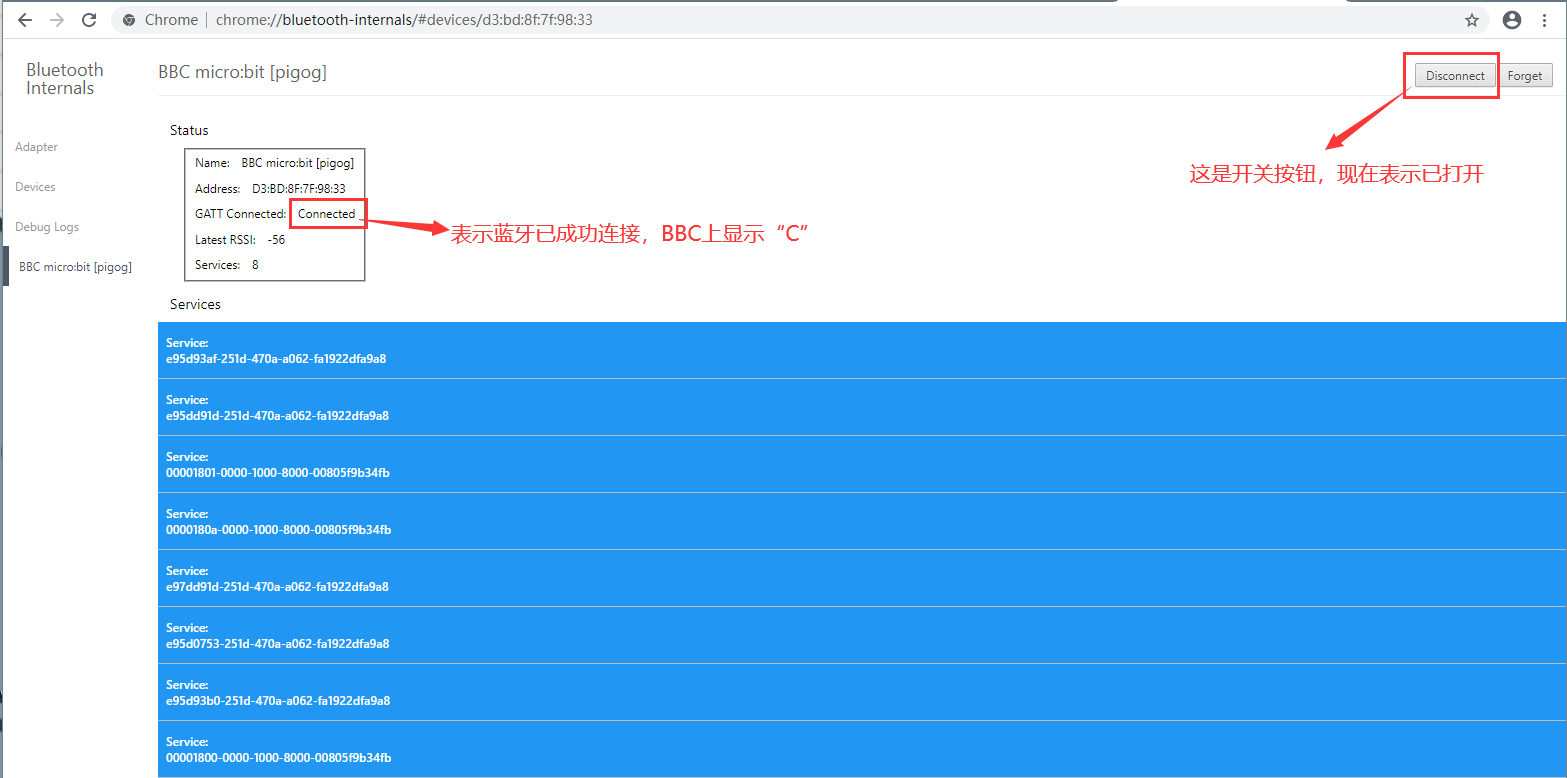 Chrome | chrome://bluetooth-internals/#devices/d3:bd:8f:7f:98:33
Bluetooth
Internals
BBC micro:bit [pigog]
Disconnect
Forget
Adapter
Devices
Debug Logs
BBC micro:bit [pigog]
Status
Name: BBC micro:bit [pigog]
Address: D3:BD:8F:7F:98:33
GATT Connected: Connected
Latest RSSI: -56
Services: 8
这是开关按钮，现在表示已打开
表示蓝牙已成功连接，BBC上显示“C”
Services
Service:
e95d93af-251d-470a-a062-fa1922dfa9a8
Service:
e95dd91d-251d-470a-a062-fa1922dfa9a8
Service:
00001801-0000-1000-8000-00805f9b34fb
Service:
0000180a-0000-1000-8000-00805f9b34fb
Service:
e97dd91d-251d-470a-a062-fa1922dfa9a8
Service:
e95d0753-251d-470a-a062-fa1922dfa9a8
Service:
e95d93b0-251d-470a-a062-fa1922dfa9a8
Service:
00001800-0000-1000-8000-00805f9b34fb